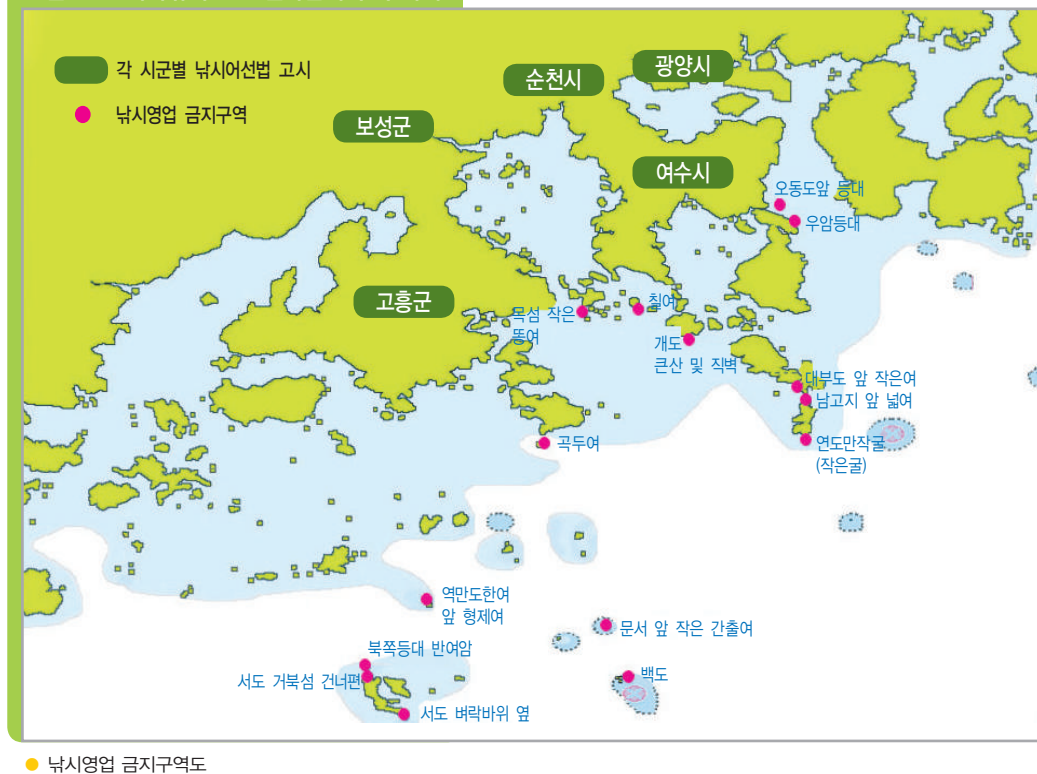 각 시군별 낚시어선법 고시
낚시영업 금지구역
순천시
광양시
보성군
여수시
오동도앞 등대
우암등대
고흥군
목섬 작은
똥여
칠여
개도
큰산 및 직벽
대부도 앞 작은여
남고지 앞 넓여
곡두여
연도만작굴
(작은굴)
역만도한여
앞 형제여
문서 앞 작은 간출여
북쪽등대 반여암
서도 거북섬 건너편
백도
서도 벼락바위 옆
낚시영업 금지구역도